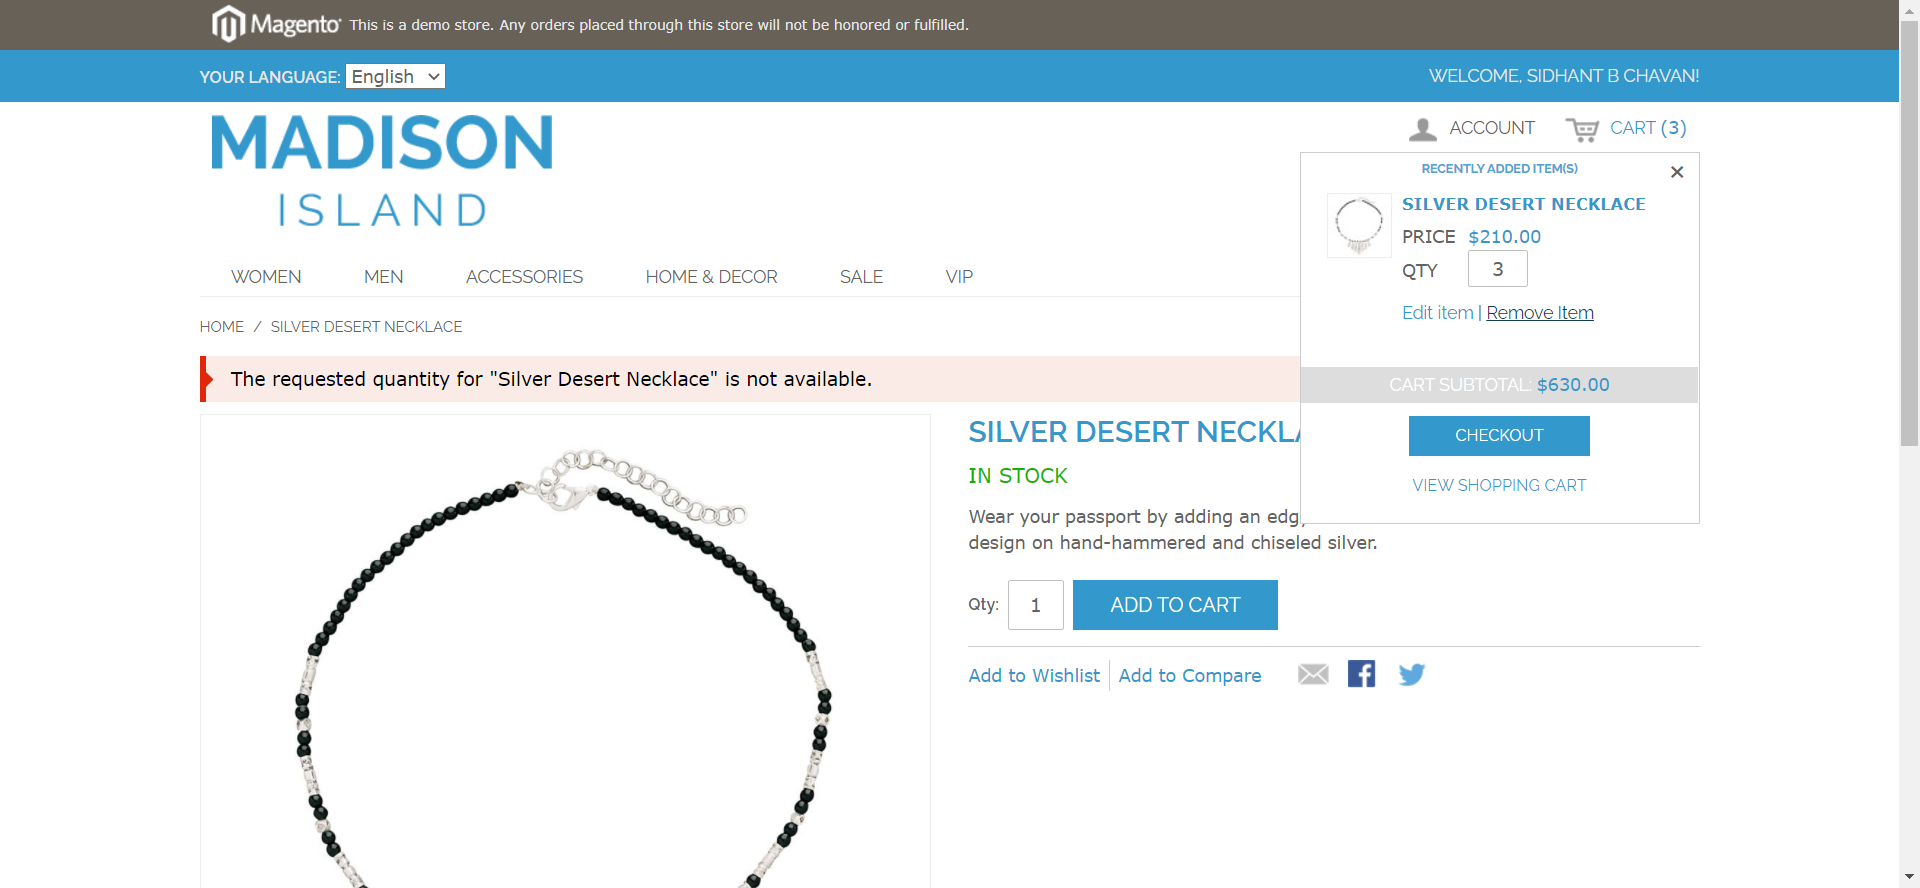 Magento® This is a demo store. Any orders placed through this store will not be honored or fulfilled.
YOUR LANGUAGE: English
WELCOME, SIDHANT B CHAVAN!
MADISON
ISLAND
ACCOUNT CART (3)
RECENTLY ADDED ITEM(S)
SILVER DESERT NECKLACE
PRICE $210.00
QTY 3
Edit item | Remove Item
CART SUBTOTAL: $630.00
CHECKOUT
VIEW SHOPPING CART
WOMEN MEN ACCESSORIES HOME & DECOR SALE VIP
HOME / SILVER DESERT NECKLACE
The requested quantity for "Silver Desert Necklace" is not available.
SILVER DESERT NECKL
IN STOCK
Wear your passport by adding an edg
design on hand-hammered and chiseled silver.
Qty: 1 ADD TO CART
Add to Wishlist Add to Compare